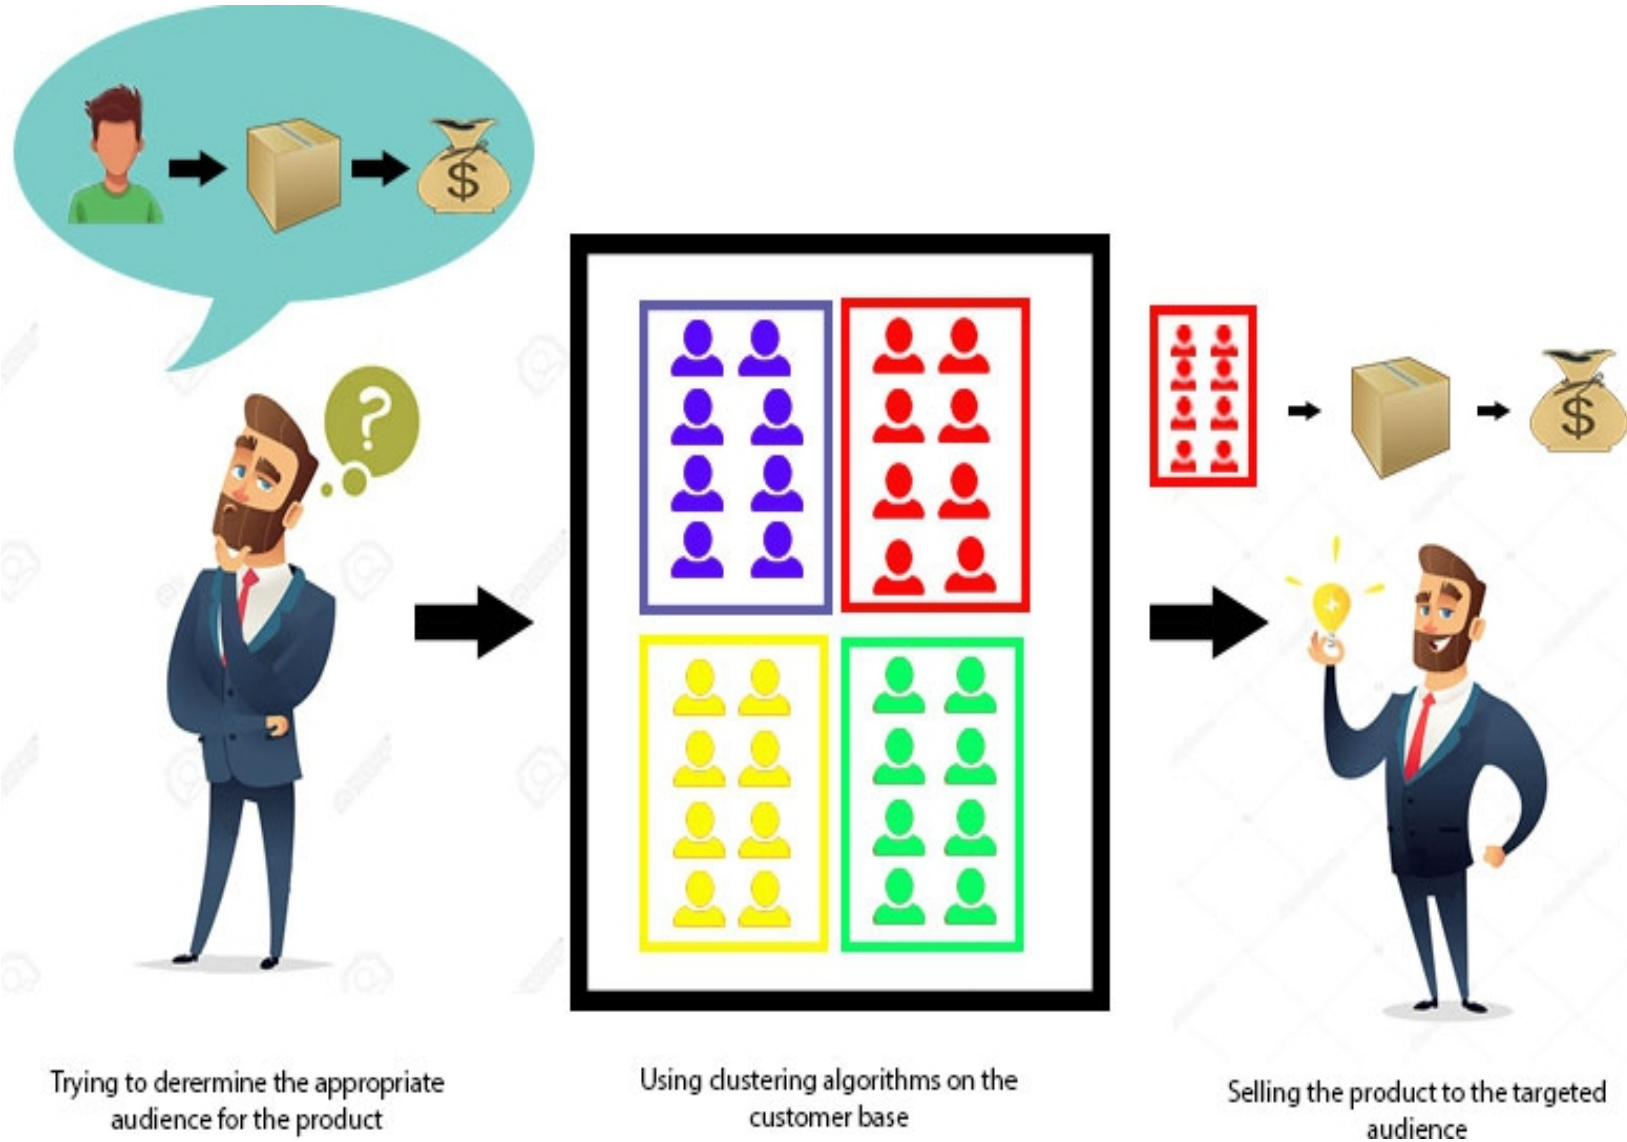 $
?
$
Trying to derermine the appropriate
audience for the product
Using clustering algorithms on the
customer base
Selling the product to the targeted
audience